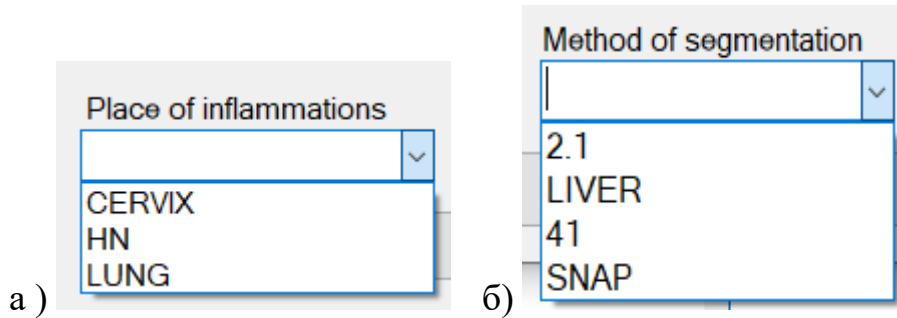 Place of inflammations
CERVIX
HN
LUNG
а )
Method of segmentation
2.1
LIVER
41
SNAP
б)